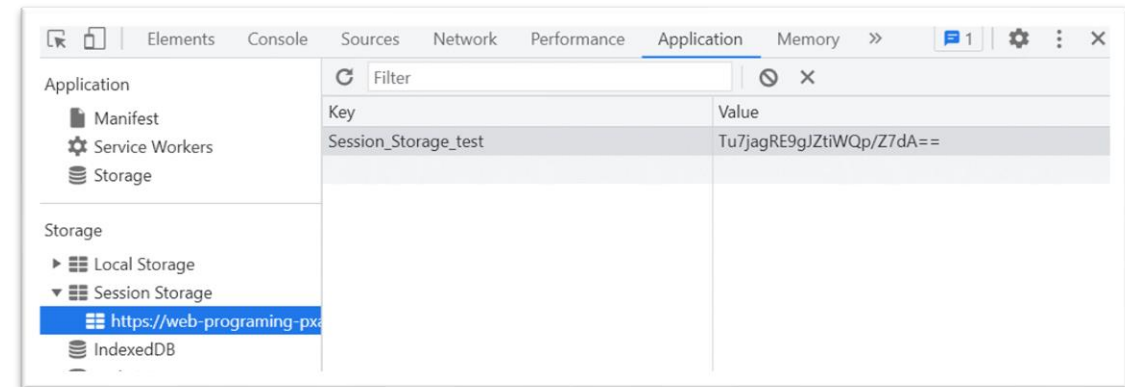 Elements Console Sources Network Performance Application Memory » 1
Application
Filter
Manifest
Key Value
Service Workers
Session_Storage_test Tu7jagRE9gJZtiWQp/Z7dA==
Storage
Storage
Local Storage
Session Storage
https://web-programing-pxa
IndexedDB